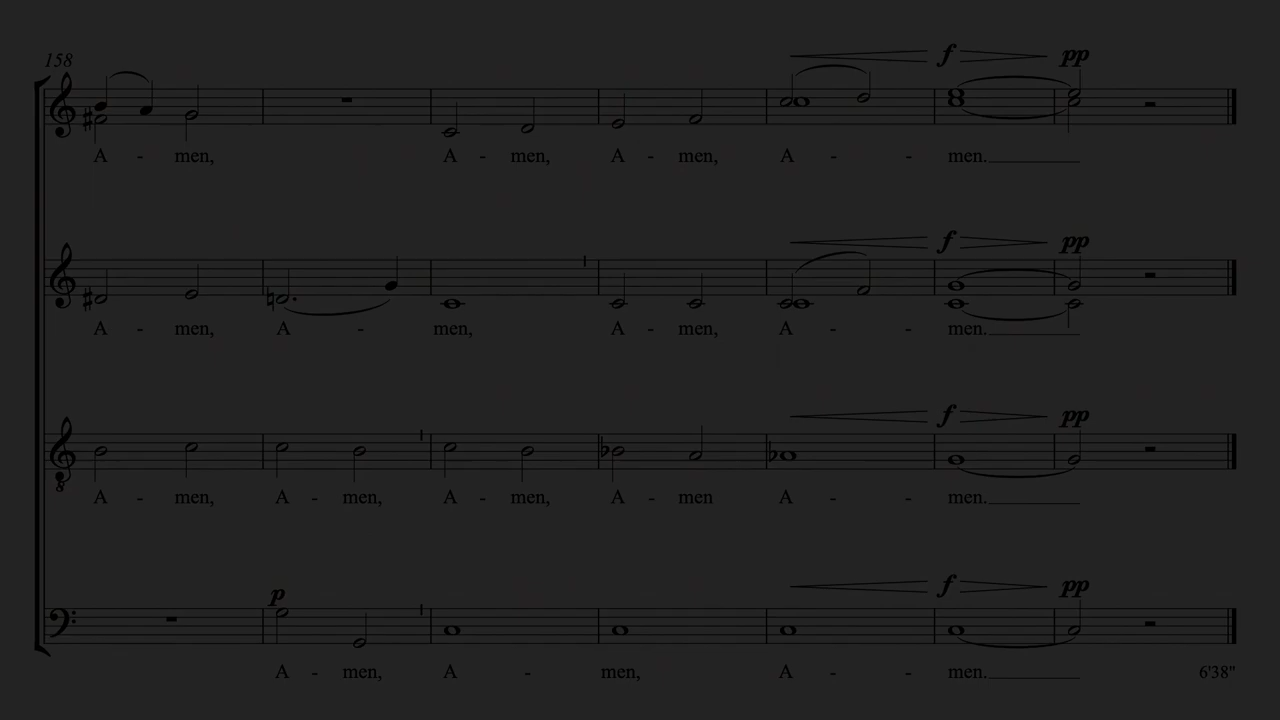 158
f pp
A - men, A - men, A - men, A - - men.
f pp
A - men, A - men, A - men, A - - men.
f pp
8
A - men, A - men, A - men, A - men A - - men.
p f pp
A - men, A - men, A - - men.
6'38"